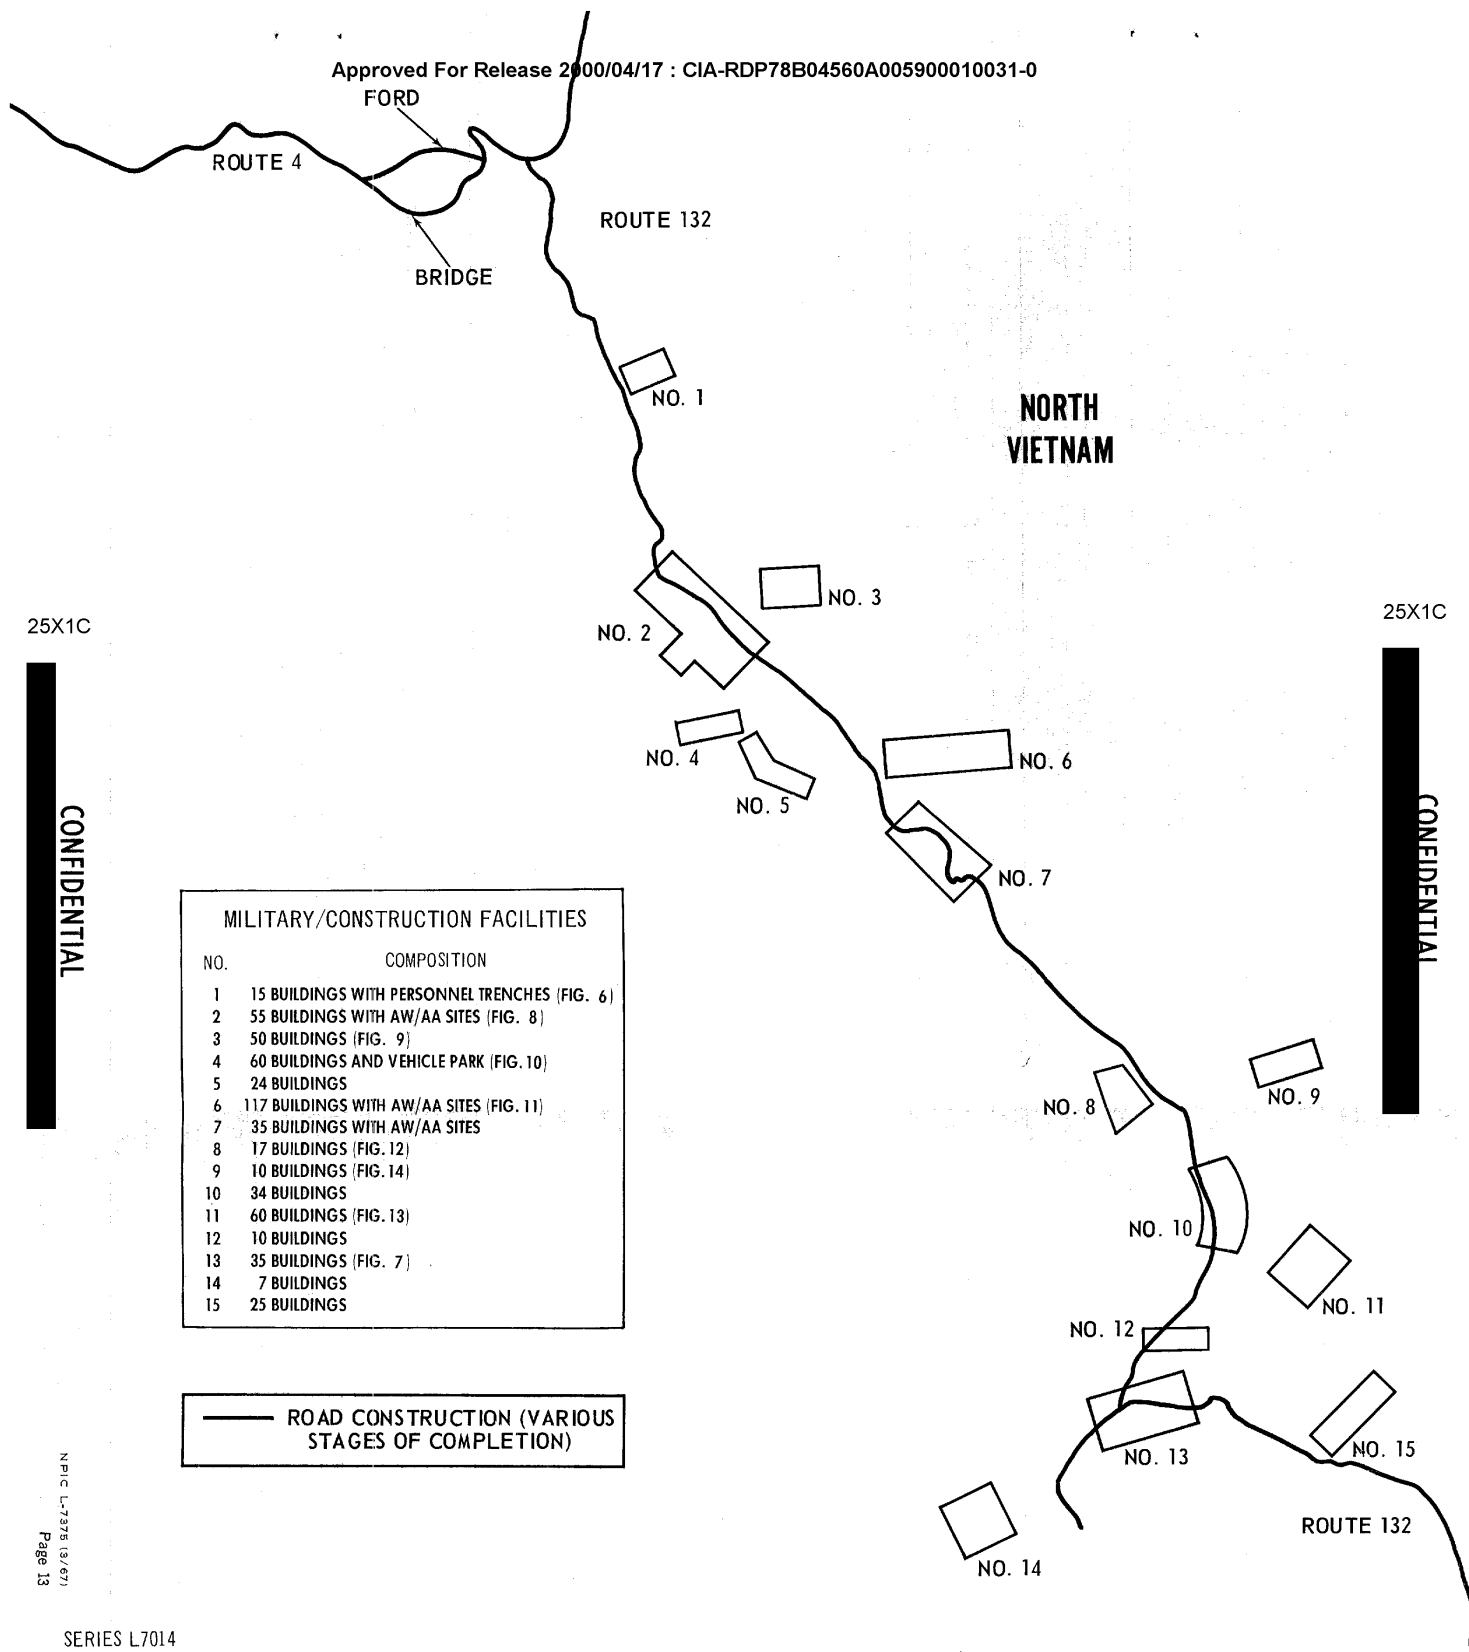 Approved For Release 2000/04/17 : CIA-RDP78B04560A005900010031-0
FORD
ROUTE 4
ROUTE 132
BRIDGE
NO. 1
NORTH
VIETNAM
NO. 3
NO. 2
25X1C
25X1C
NO. 4
NO. 6
NO. 5
NO. 7
CONFIDENTIAL
CONFIDENTIAL
MILITARY/CONSTRUCTION FACILITIES
NO. COMPOSITION
1 15 BUILDINGS WITH PERSONNEL TRENCHES (FIG. 6)
2 55 BUILDINGS WITH AW/AA SITES (FIG. 8)
3 50 BUILDINGS (FIG. 9)
4 60 BUILDINGS AND VEHICLE PARK (FIG. 10)
5 24 BUILDINGS
6 117 BUILDINGS WITH AW/AA SITES (FIG. 11)
7 35 BUILDINGS WITH AW/AA SITES
8 17 BUILDINGS (FIG. 12)
9 10 BUILDINGS (FIG. 14)
10 34 BUILDINGS
11 60 BUILDINGS (FIG. 13)
12 10 BUILDINGS
13 35 BUILDINGS (FIG. 7)
14 7 BUILDINGS
15 25 BUILDINGS
NO. 8
NO. 9
NO. 10
NO. 11
NO. 12
ROAD CONSTRUCTION (VARIOUS
STAGES OF COMPLETION)
NO. 13
NO. 15
ROUTE 132
NO. 14
NPIC L-7375 (3/67)
Page 13
SERIES L7014